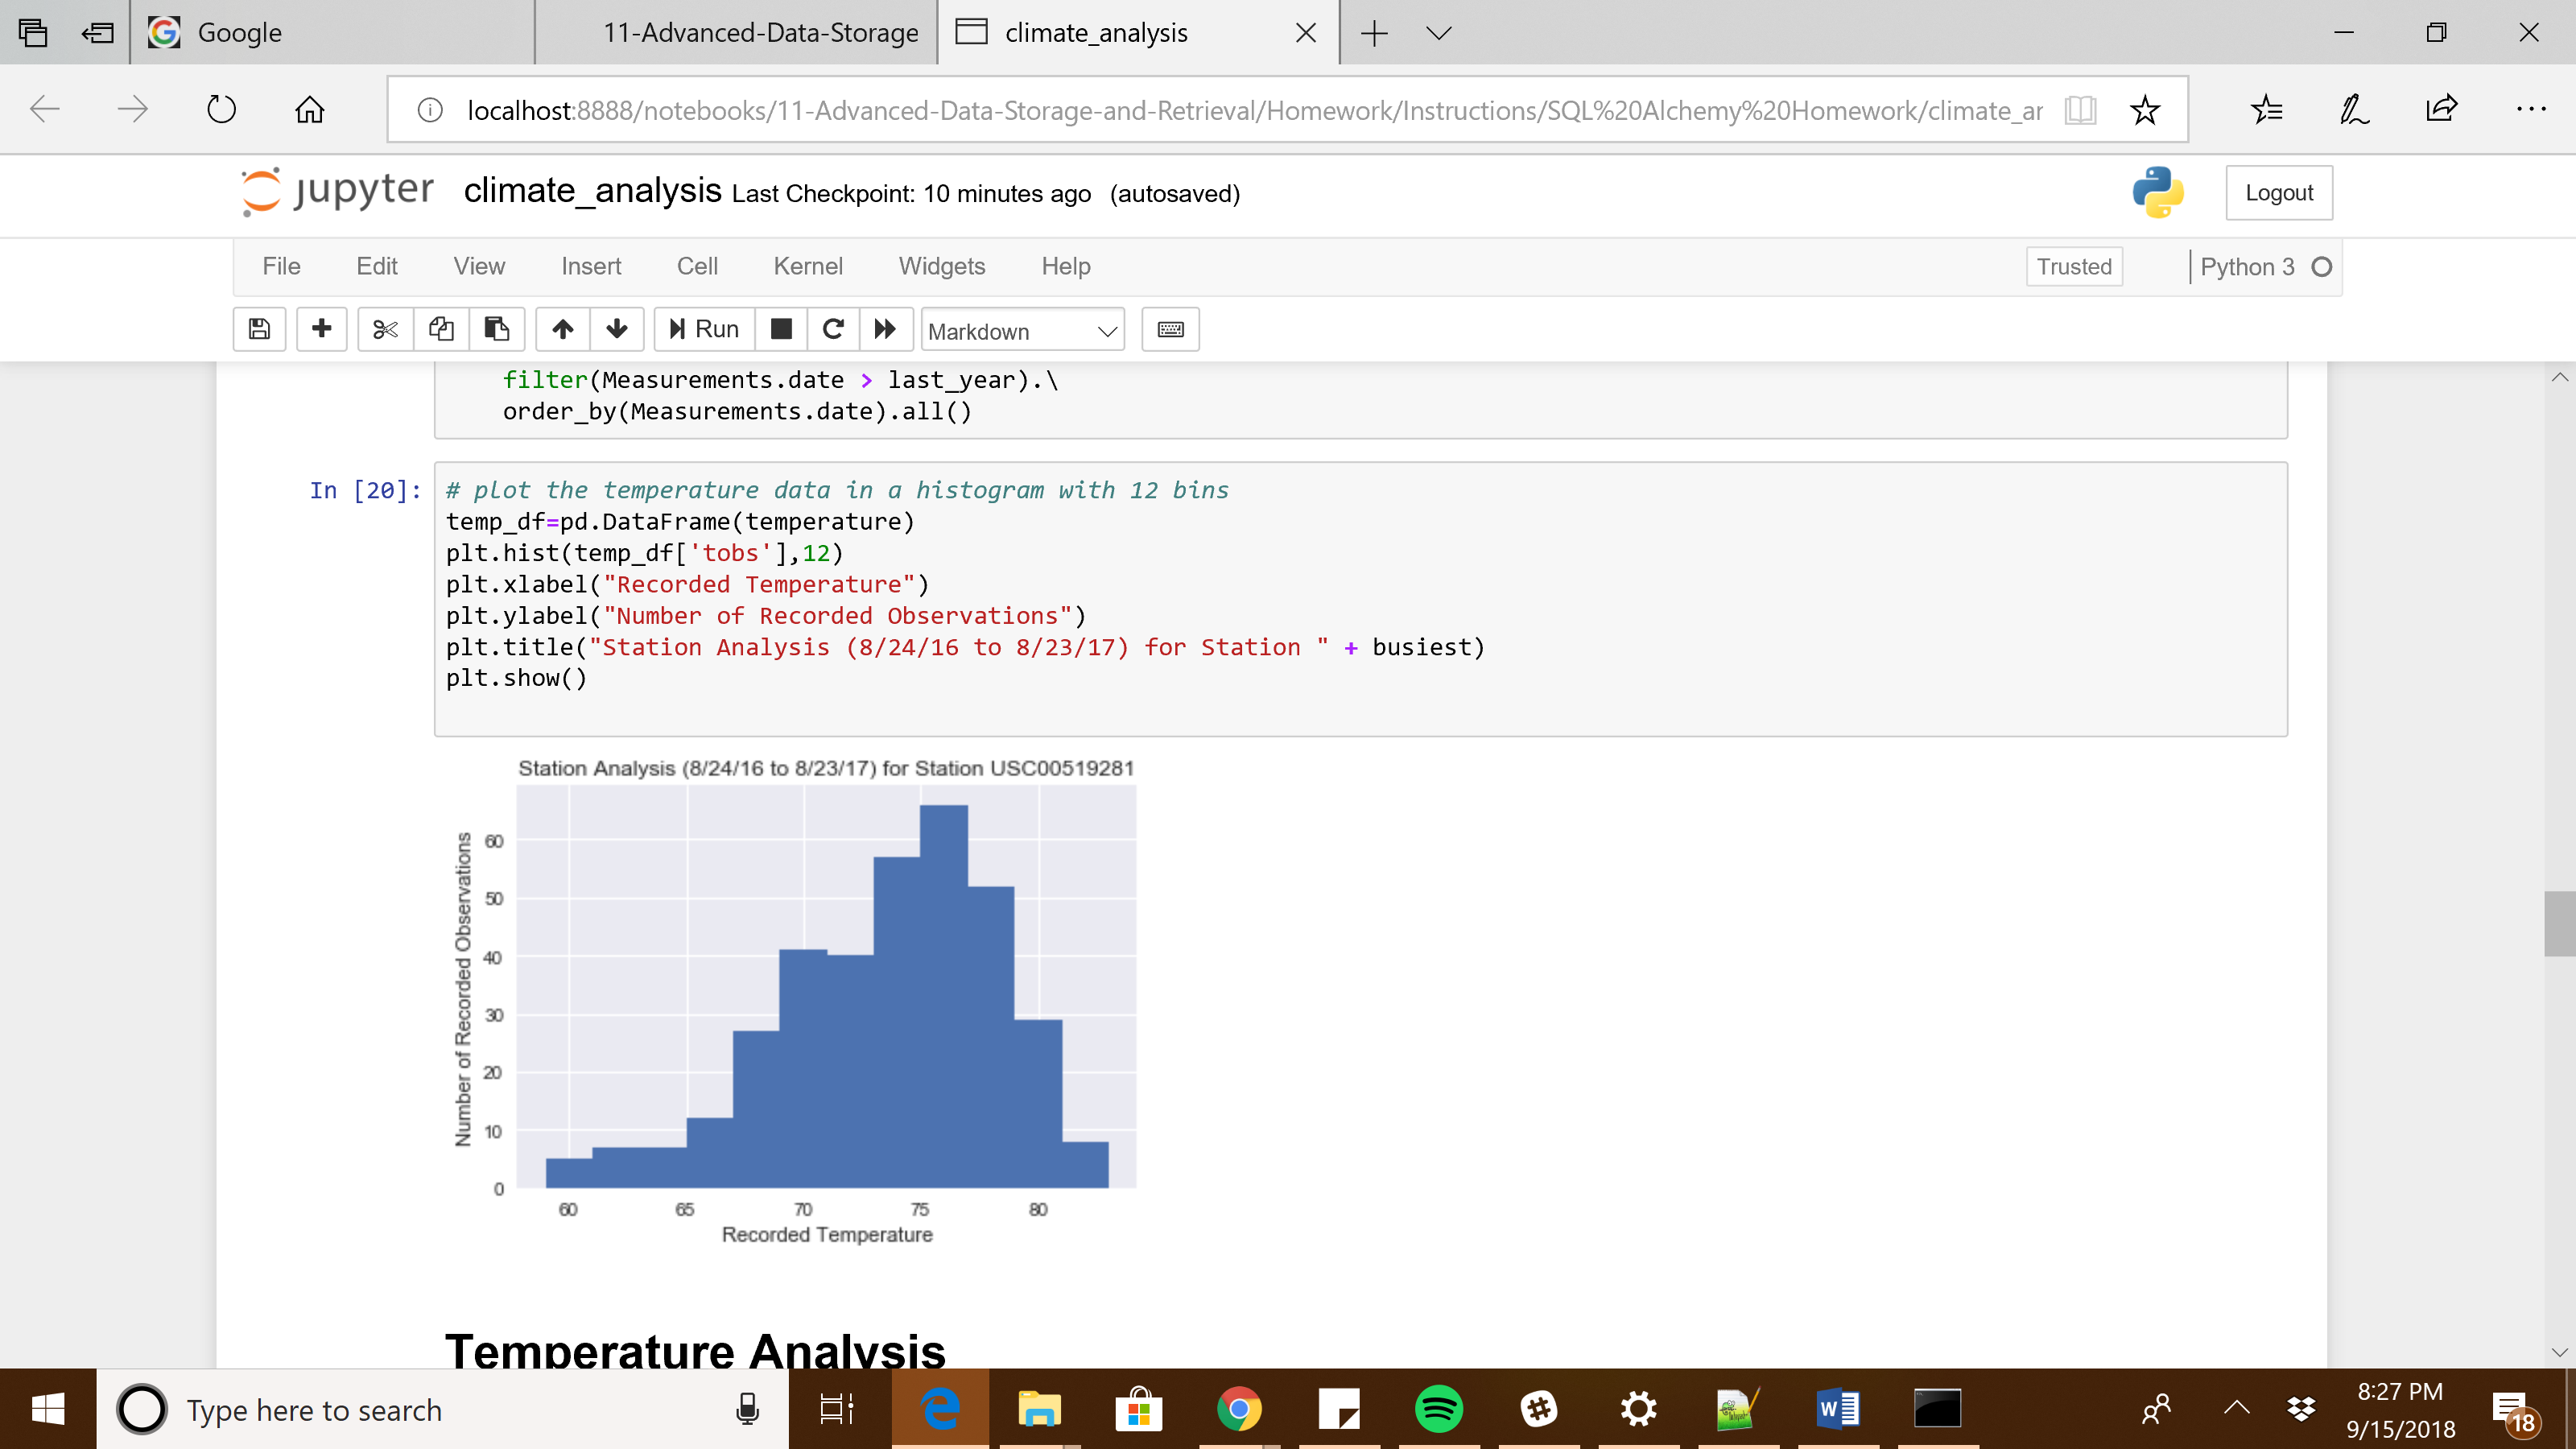 Google
11-Advanced-Data-Storage
climate_analysis
localhost:8888/notebooks/11-Advanced-Data-Storage-and-Retrieval/Homework/Instructions/SQL%20Alchemy%20Homework/climate_ar
jupyter climate_analysis Last Checkpoint: 10 minutes ago (autosaved)
Logout
File Edit View Insert Cell Kernel Widgets Help
Trusted
Python 3
Run
Markdown
filter(Measurements.date > last_year).\
order_by(Measurements.date).all()
In [20]:
# plot the temperature data in a histogram with 12 bins
temp_df=pd.DataFrame(temperature)
plt.hist(temp_df['tobs'],12)
plt.xlabel("Recorded Temperature")
plt.ylabel("Number of Recorded Observations")
plt.title("Station Analysis (8/24/16 to 8/23/17) for Station " + busiest)
plt.show()
Station Analysis (8/24/16 to 8/23/17) for Station USC00519281
Number of Recorded Observations
60
50
40
30
20
10
0
60 65 70 75 80
Recorded Temperature
Temperature Analysis
Type here to search
8:27 PM
9/15/2018
18